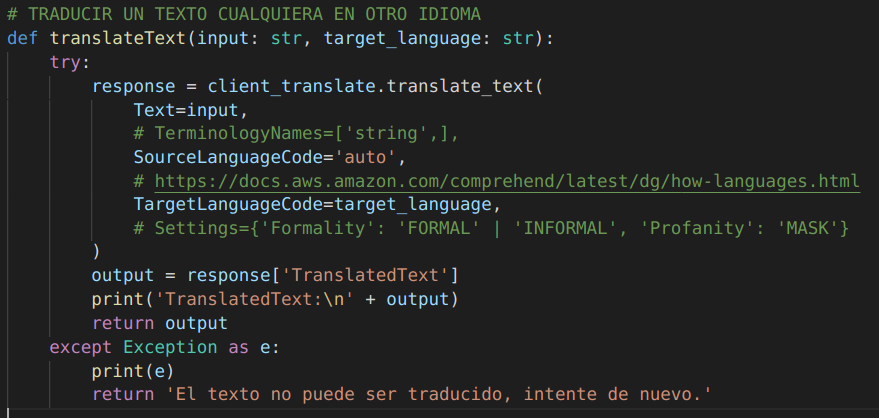 # TRADUCIR UN TEXTO CUALQUIERA EN OTRO IDIOMA
def translateText(input: str, target_language: str):
    try:
        response = client_translate.translate_text(
            Text=input,
            # TerminologyNames=['string',],
            SourceLanguageCode='auto',
            # https://docs.aws.amazon.com/comprehend/latest/dg/how-languages.html
            TargetLanguageCode=target_language,
            # Settings={'Formality': 'FORMAL' | 'INFORMAL', 'Profanity': 'MASK'}
        )
        output = response['TranslatedText']
        print('TranslatedText:\n' + output)
        return output
    except Exception as e:
        print(e)
        return 'El texto no puede ser traducido, intente de nuevo.'